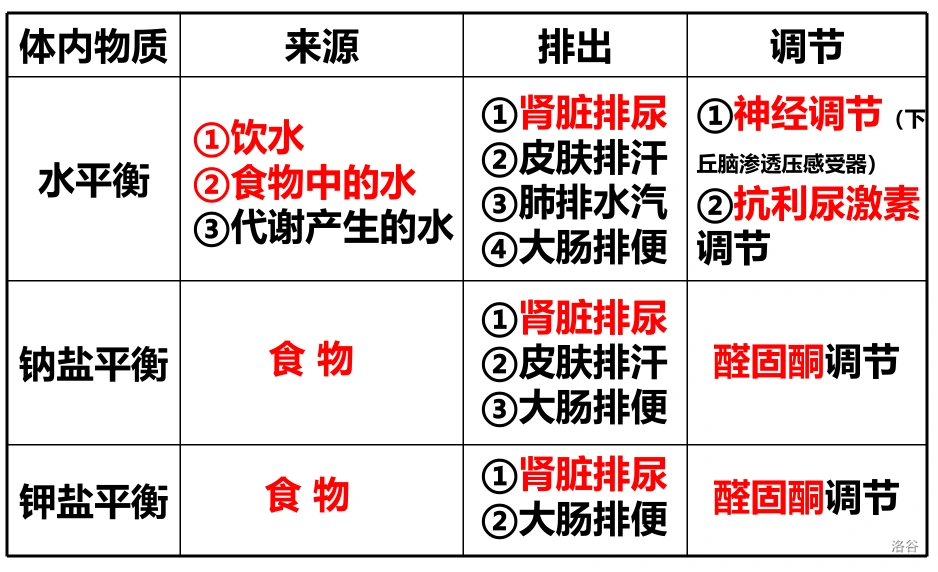 体内物质 来源 排出 调节
水平衡
①饮水
②食物中的水
③代谢产生的水
①肾脏排尿
②皮肤排汗
③肺排水汽
④大肠排便
①神经调节（下
丘脑渗透压感受器）
②抗利尿激素
调节
钠盐平衡
食 物
①肾脏排尿
②皮肤排汗
③大肠排便
醛固酮调节
钾盐平衡
食 物
①肾脏排尿
②大肠排便
醛固酮调节
洛谷